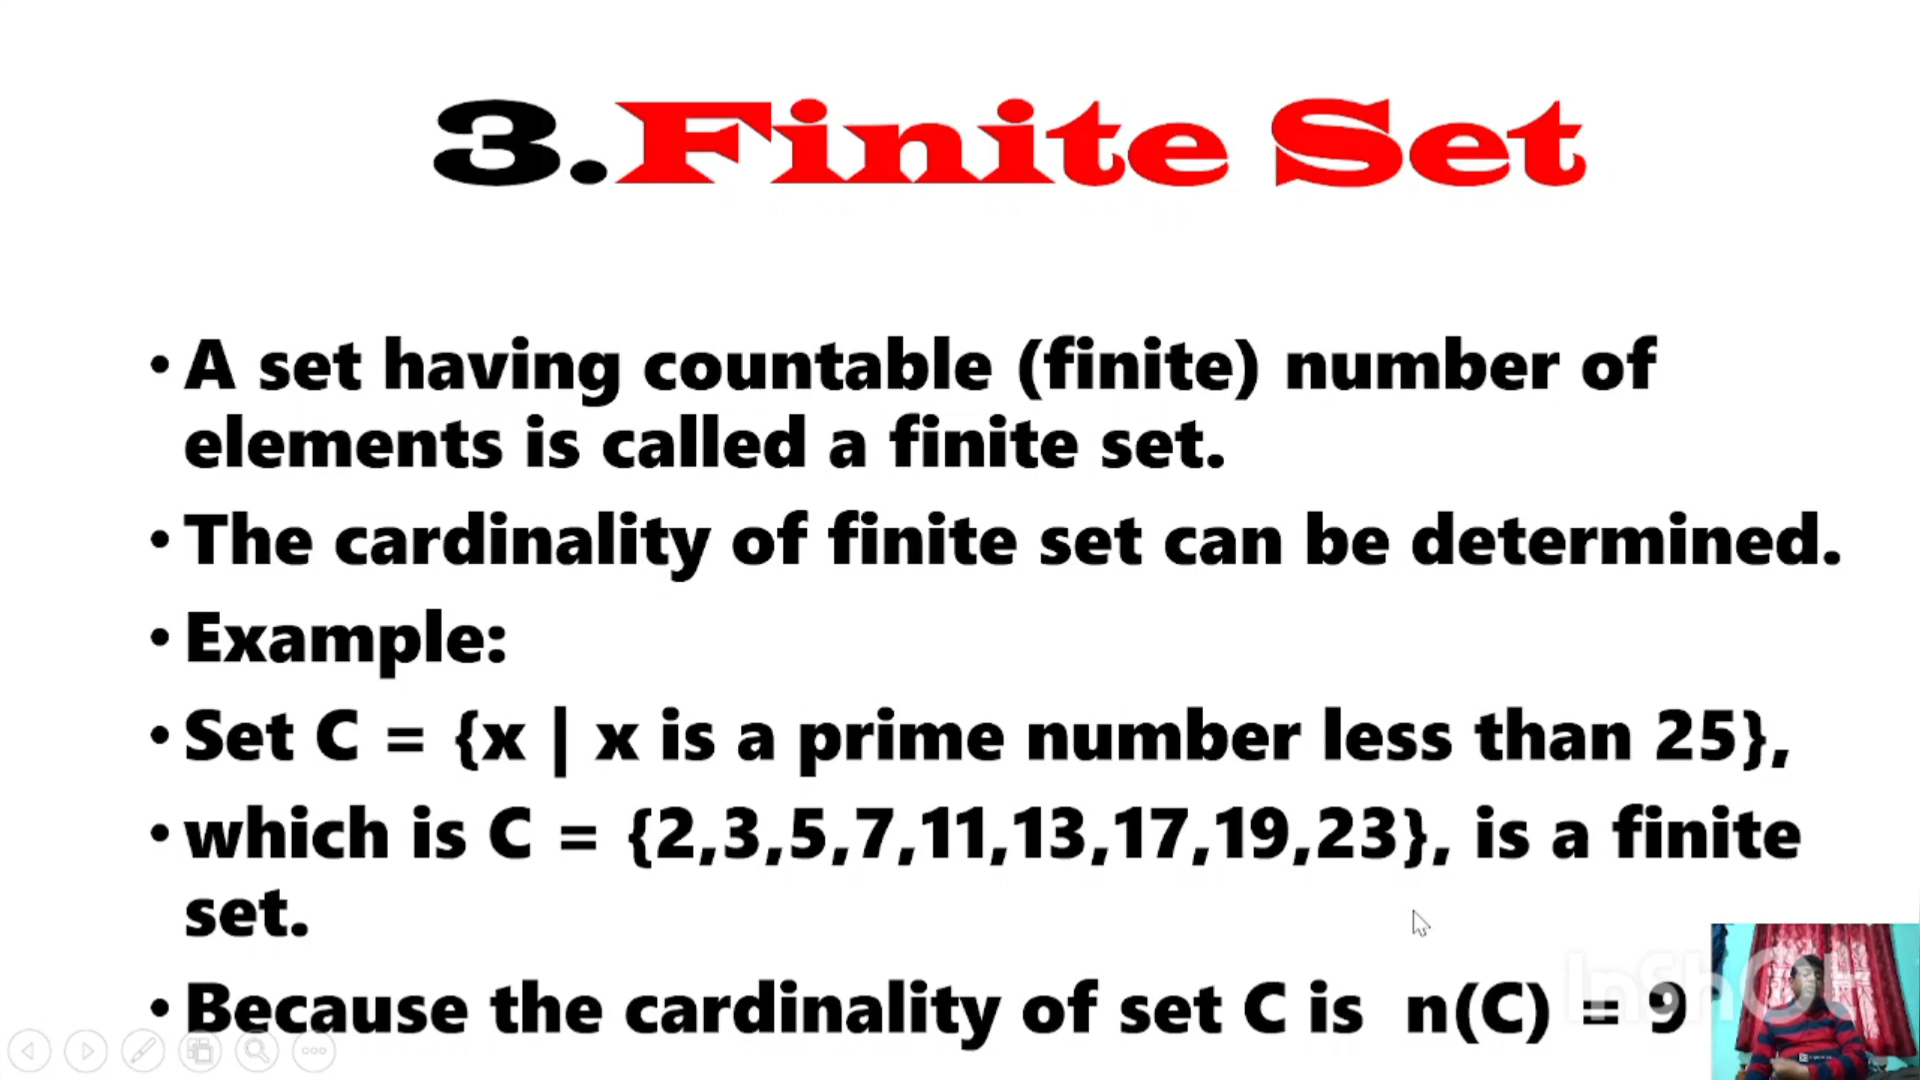 3.Finite Set
• A set having countable (finite) number of
elements is called a finite set.
• The cardinality of finite set can be determined.
• Example:
• Set C = {x | x is a prime number less than 25},
• which is C = {2,3,5,7,11,13,17,19,23}, is a finite
set.
• Because the cardinality of set C is n(C) = 9
InShOt